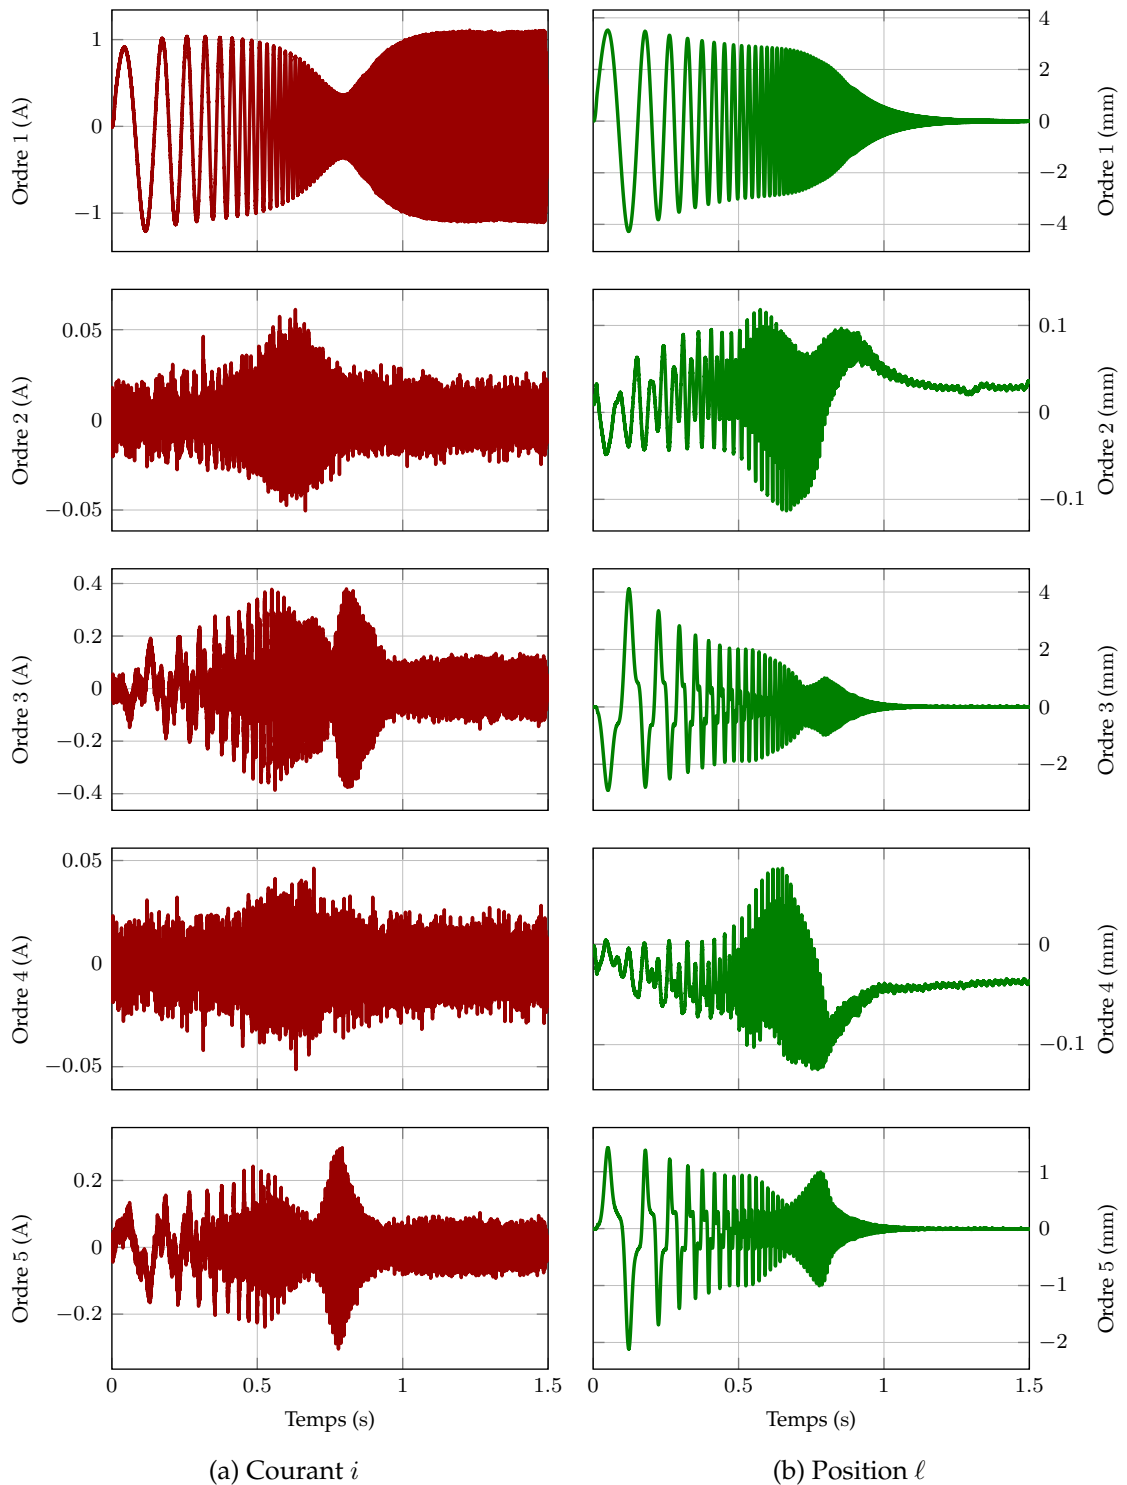 1
0
−1
Ordre 1 (A)
4
2
0
−2
−4
Ordre 1 (mm)
0.05
0
−0.05
Ordre 2 (A)
0.1
0
−0.1
Ordre 2 (mm)
0.4
0.2
0
−0.2
−0.4
Ordre 3 (A)
4
2
0
−2
Ordre 3 (mm)
0.05
0
−0.05
Ordre 4 (A)
0
−0.1
Ordre 4 (mm)
0.2
0
−0.2
Ordre 5 (A)
1
0
−1
−2
Ordre 5 (mm)
0 0.5 1 1.5
0 0.5 1 1.5
Temps (s)
Temps (s)
(a) Courant i
(b) Position ℓ